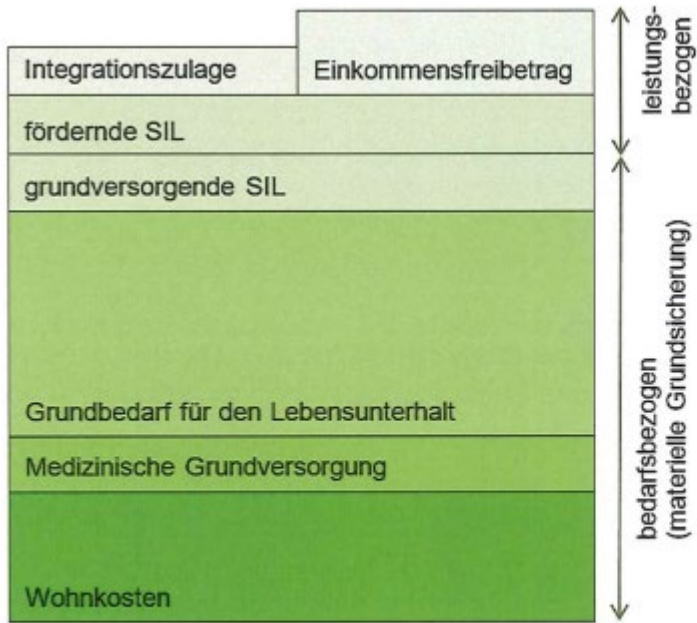 Integrationszulage
Einkommensfreibetrag
fördernde SIL
grundversorgende SIL
Grundbedarf für den Lebensunterhalt
Medizinische Grundversorgung
Wohnkosten
leistungs-
bezogen
bedarfsbezogen
(materielle Grundsicherung)